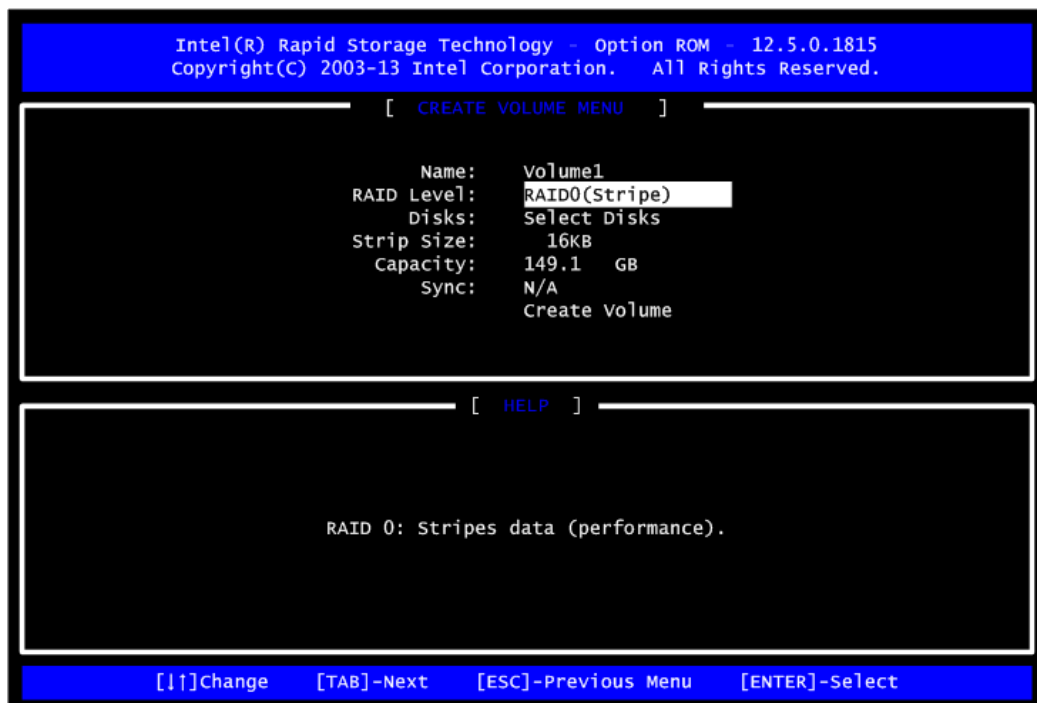 Intel(R) Rapid Storage Technology - Option ROM - 12.5.0.1815
Copyright(C) 2003-13 Intel Corporation. All Rights Reserved.
[ CREATE VOLUME MENU ]
Name: Volume1
RAID Level: RAID0(Stripe)
Disks: Select Disks
Strip Size: 16KB
Capacity: 149.1 GB
Sync: N/A
Create Volume
[ HELP ]
RAID 0: Stripes data (performance).
[↓↑]Change [TAB]-Next [ESC]-Previous Menu [ENTER]-Select